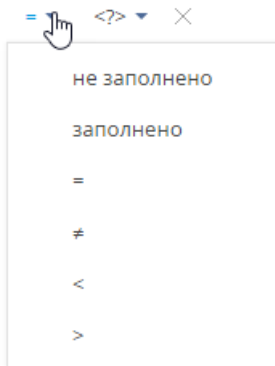 = <?>
не заполнено
заполнено
=
≠
<
>